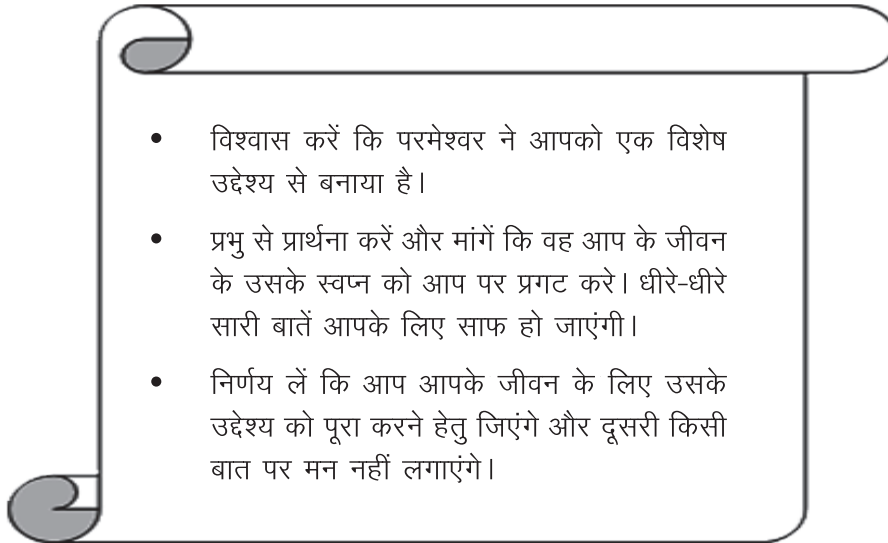 • विश्वास करें कि परमेश्वर ने आपको एक विशेष
उद्देश्य से बनाया है।
• प्रभु से प्रार्थना करें और मांगें कि वह आप के जीवन
के उसके स्वप्न को आप पर प्रगट करे। धीरे-धीरे
सारी बातें आपके लिए साफ हो जाएंगी।
• निर्णय लें कि आप आपके जीवन के लिए उसके
उद्देश्य को पूरा करने हेतु जिएंगे और दूसरी किसी
बात पर मन नहीं लगाएंगे।